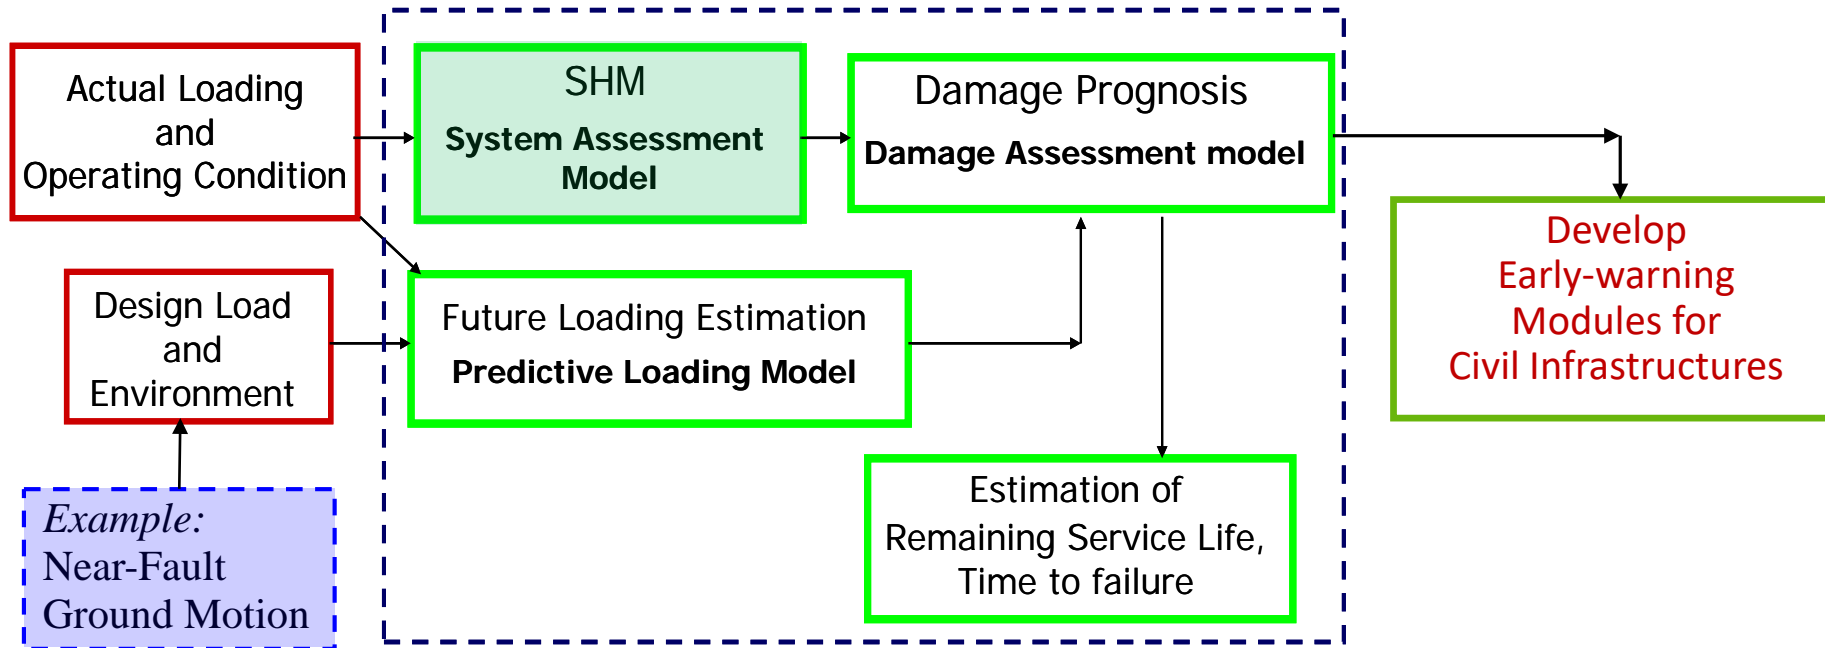 Actual Loading
and
Operating Condition
SHM
System Assessment
Model
Damage Prognosis
Damage Assessment model
Design Load
and
Environment
Future Loading Estimation
Predictive Loading Model
Develop
Early-warning
Modules for
Civil Infrastructures
Example:
Near-Fault
Ground Motion
Estimation of
Remaining Service Life,
Time to failure